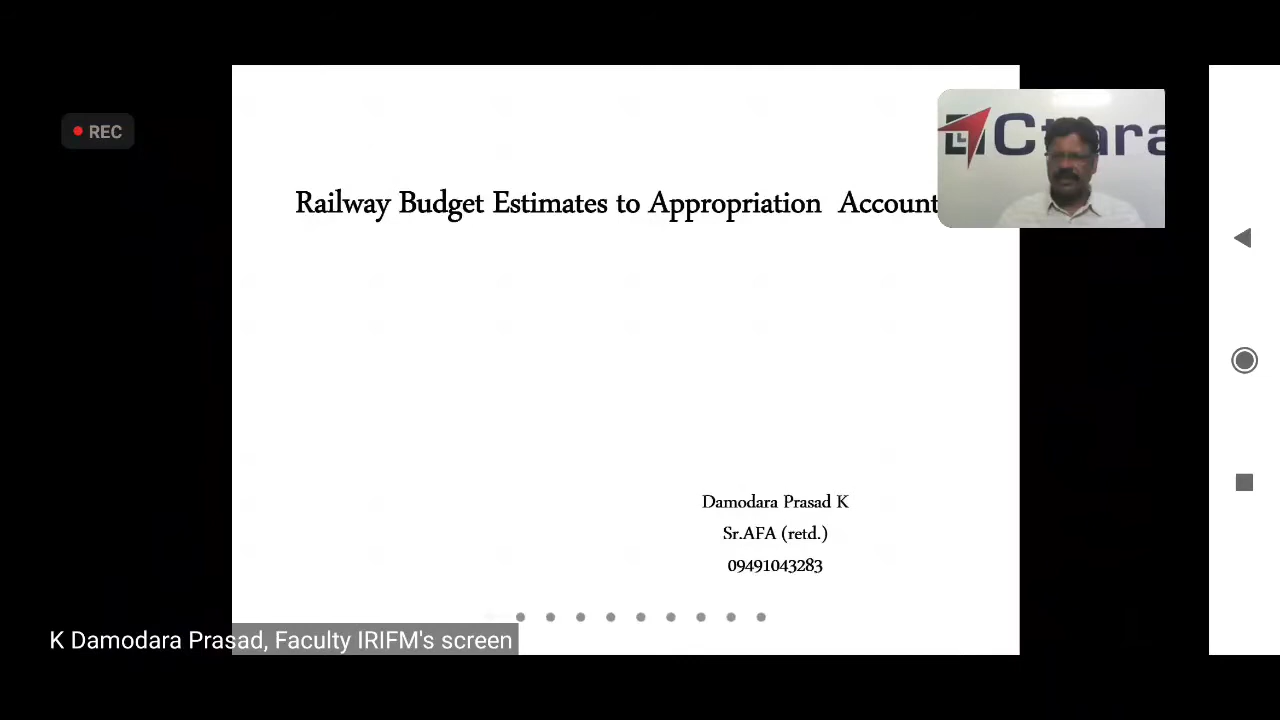 REC
Railway Budget Estimates to Appropriation Account
Damodara Prasad K
Sr.AFA (retd.)
09491043283
K Damodara Prasad, Faculty IRIFM's screen